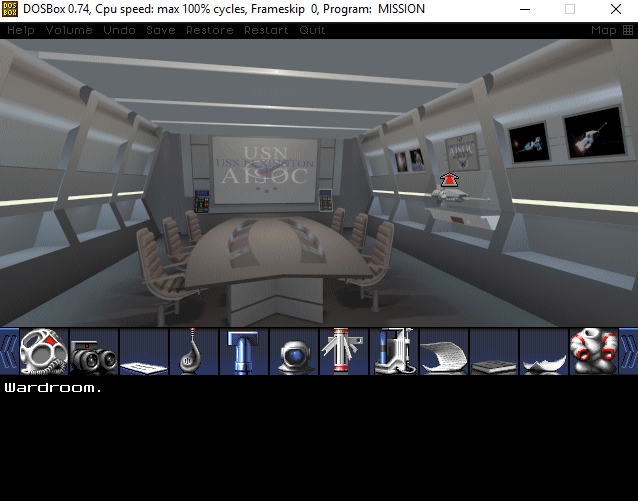 DOSBox 0.74, Cpu speed: max 100% cycles, Frameskip 0, Program: MISSION
Help Volume Undo Save Restore Restart Quit Map
USN
AISOC
Wardroom.